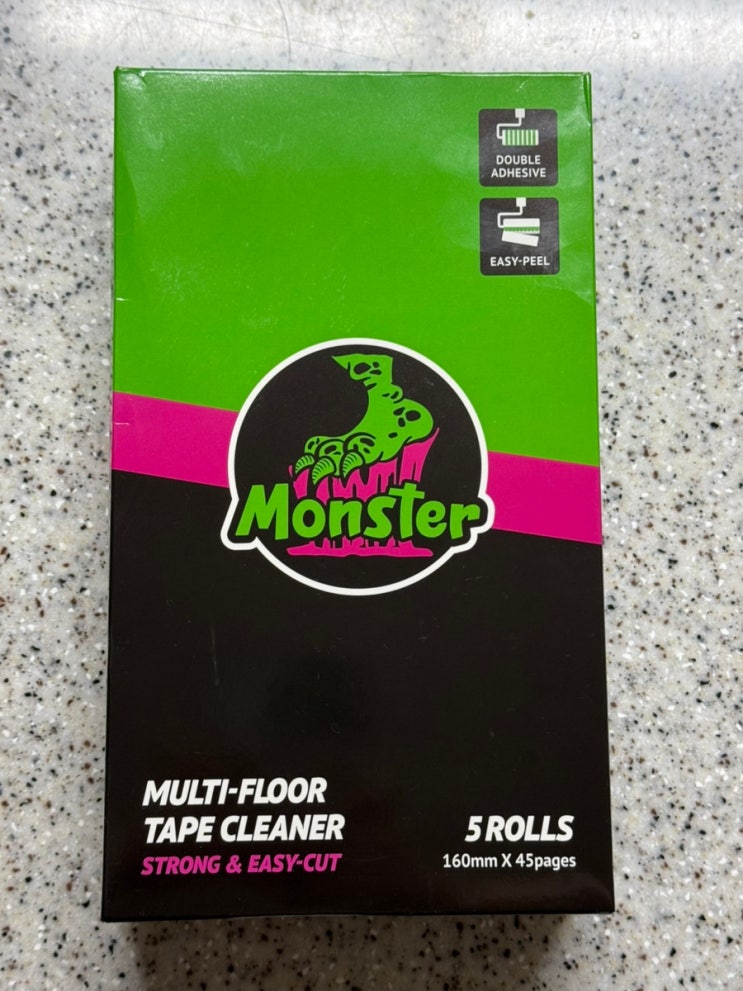 DOUBLE
ADHESIVE
EASY-PEEL
Monster
MULTI-FLOOR
TAPE CLEANER
STRONG & EASY-CUT
5 ROLLS
160mm X 45pages